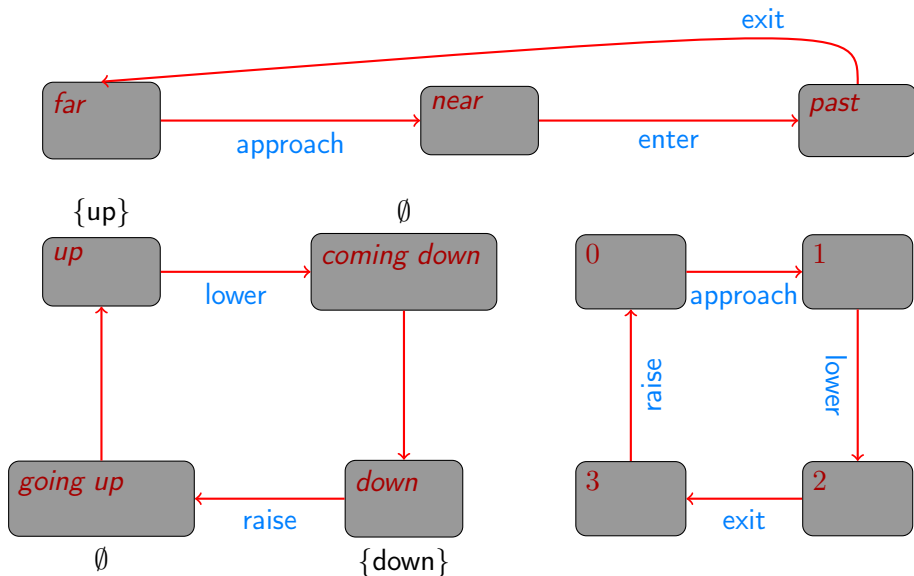 exit
far
near
past
approach
enter
{up}
∅
up
coming down
0
1
lower
approach
raise
lower
going up
down
3
2
raise
exit
∅
{down}